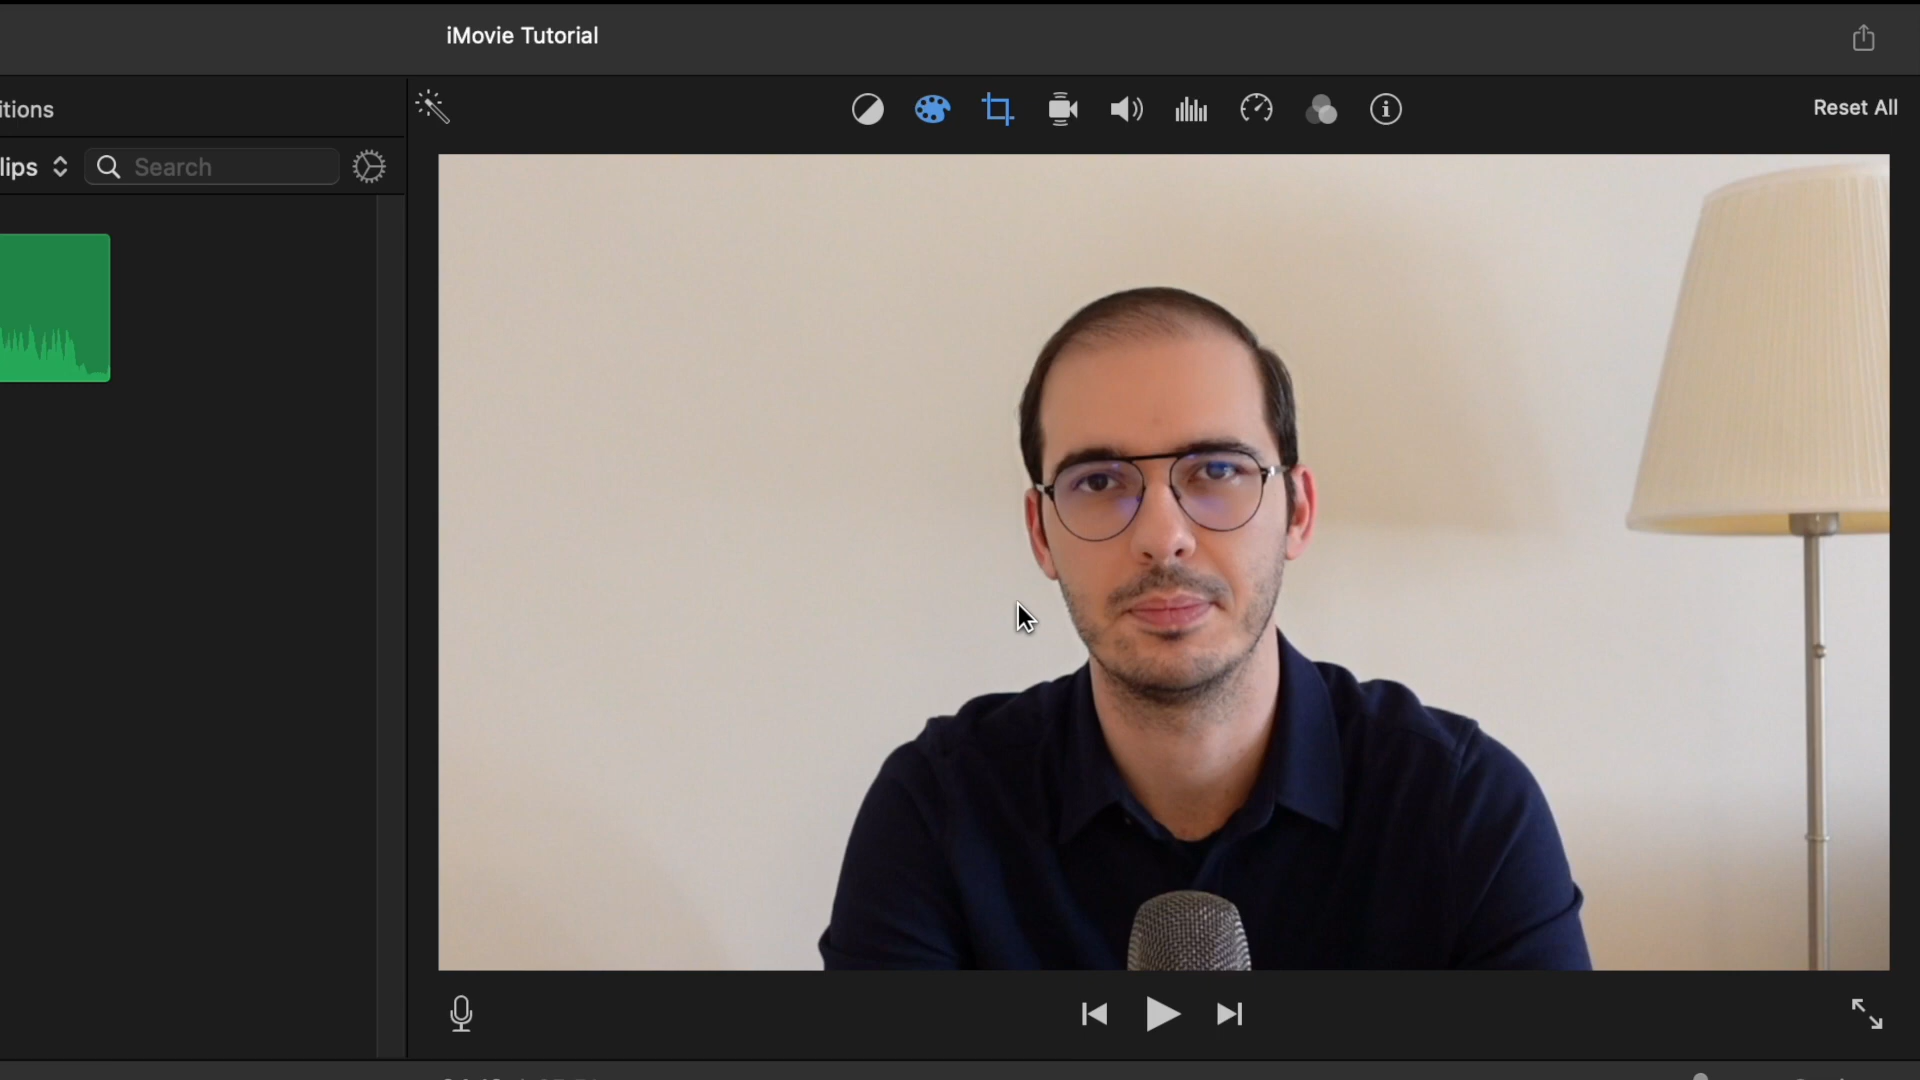 iMovie Tutorial
itions
Reset All
lips
Search